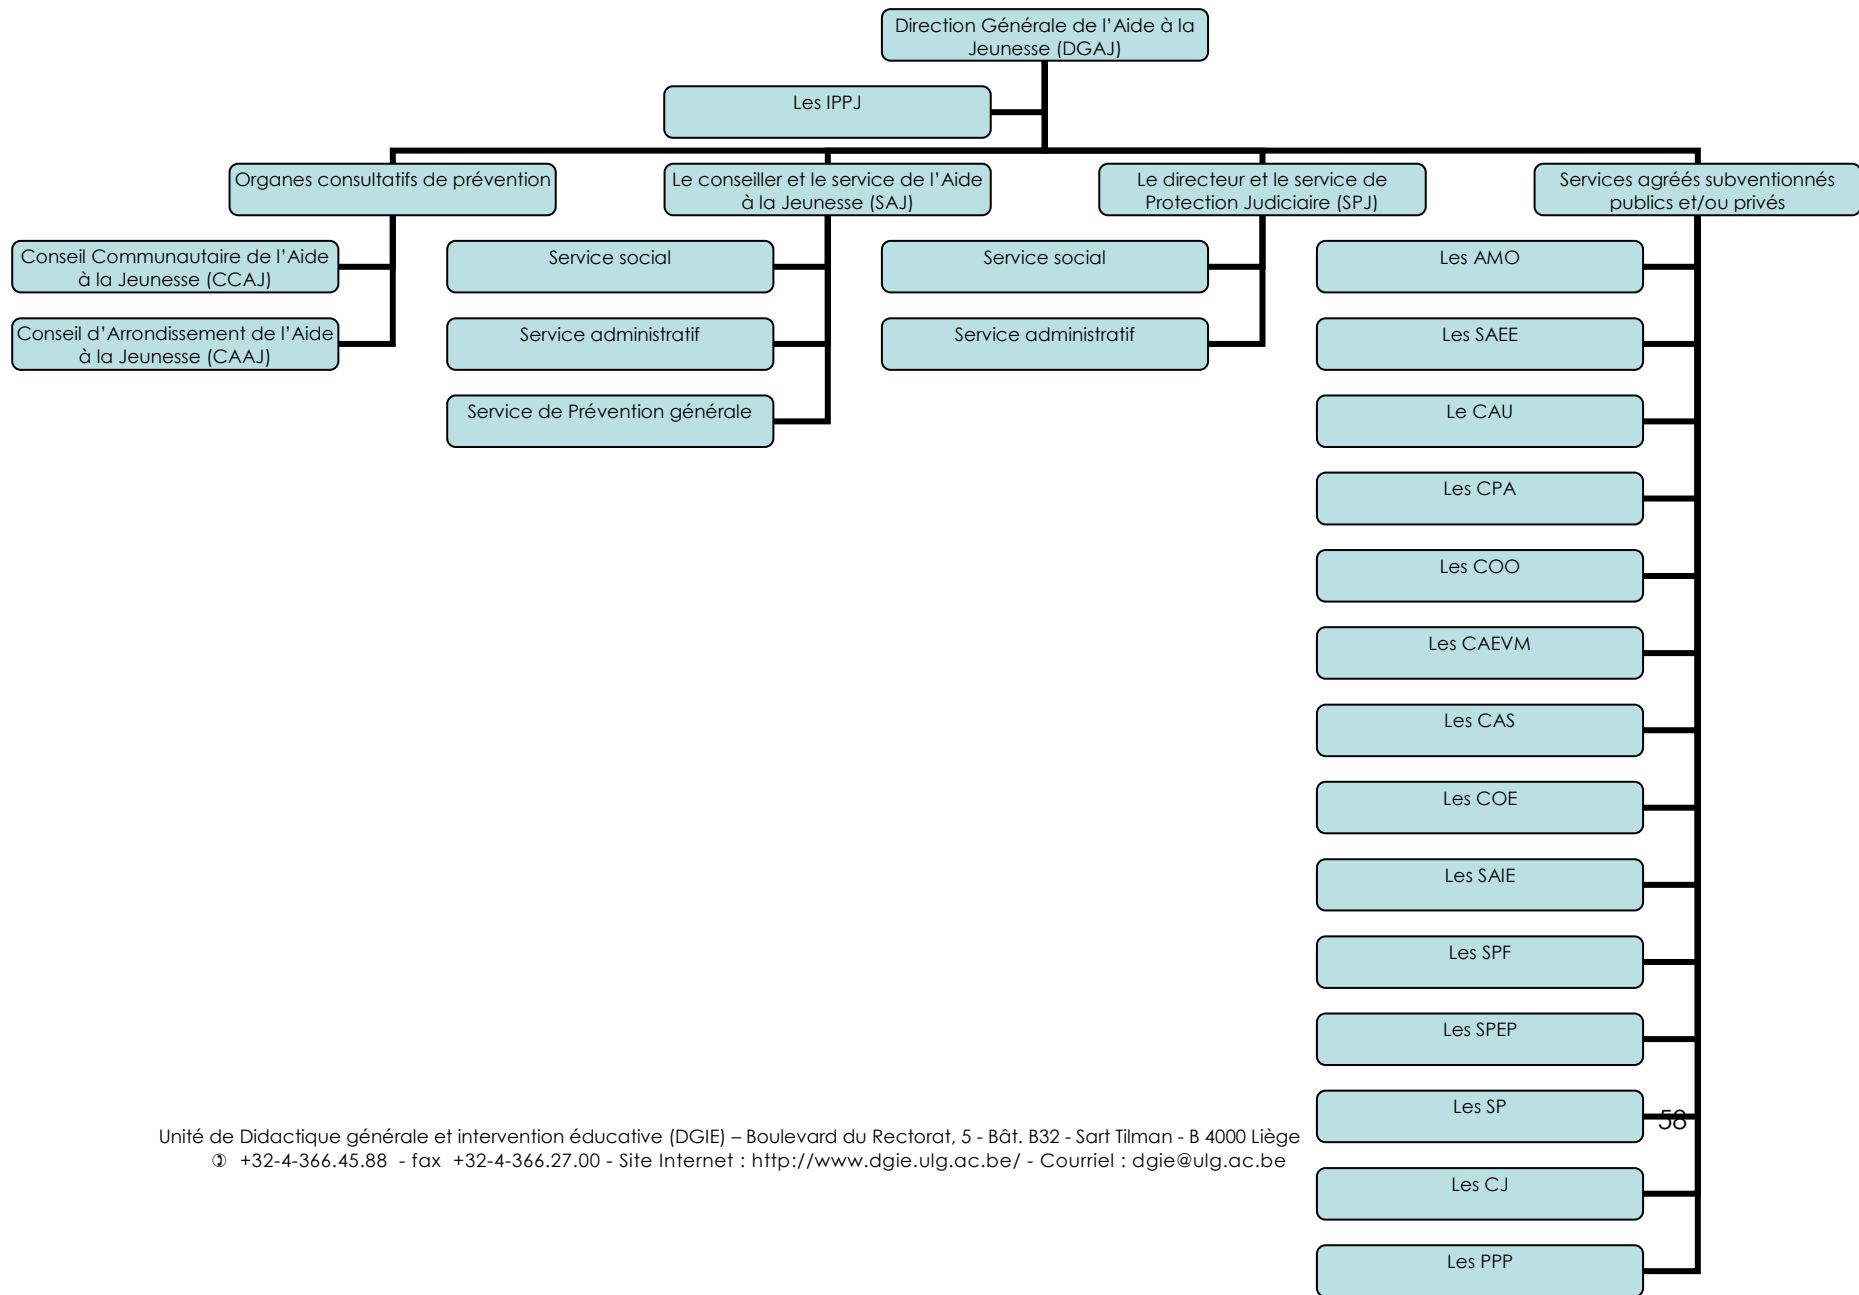 Direction Générale de l’Aide à la
Jeunesse (DGAJ)
Les IPPJ
Organes consultatifs de prévention
Le conseiller et le service de l’Aide
à la Jeunesse (SAJ)
Le directeur et le service de
Protection Judiciaire (SPJ)
Services agréés subventionnés
publics et/ou privés
Conseil Communautaire de l’Aide
à la Jeunesse (CCAJ)
Conseil d’Arrondissement de l’Aide
à la Jeunesse (CAAJ)
Service social
Service administratif
Service de Prévention générale
Service social
Service administratif
Les AMO
Les SAEE
Le CAU
Les CPA
Les COO
Les CAEVM
Les CAS
Les COE
Les SAIE
Les SPF
Les SPEP
Les SP
Les CJ
Les PPP
58
Unité de Didactique générale et intervention éducative (DGIE) – Boulevard du Rectorat, 5 - Bât. B32 - Sart Tilman - B 4000 Liège
+32-4-366.45.88 - fax +32-4-366.27.00 - Site Internet : http://www.dgie.ulg.ac.be/ - Courriel : dgie@ulg.ac.be